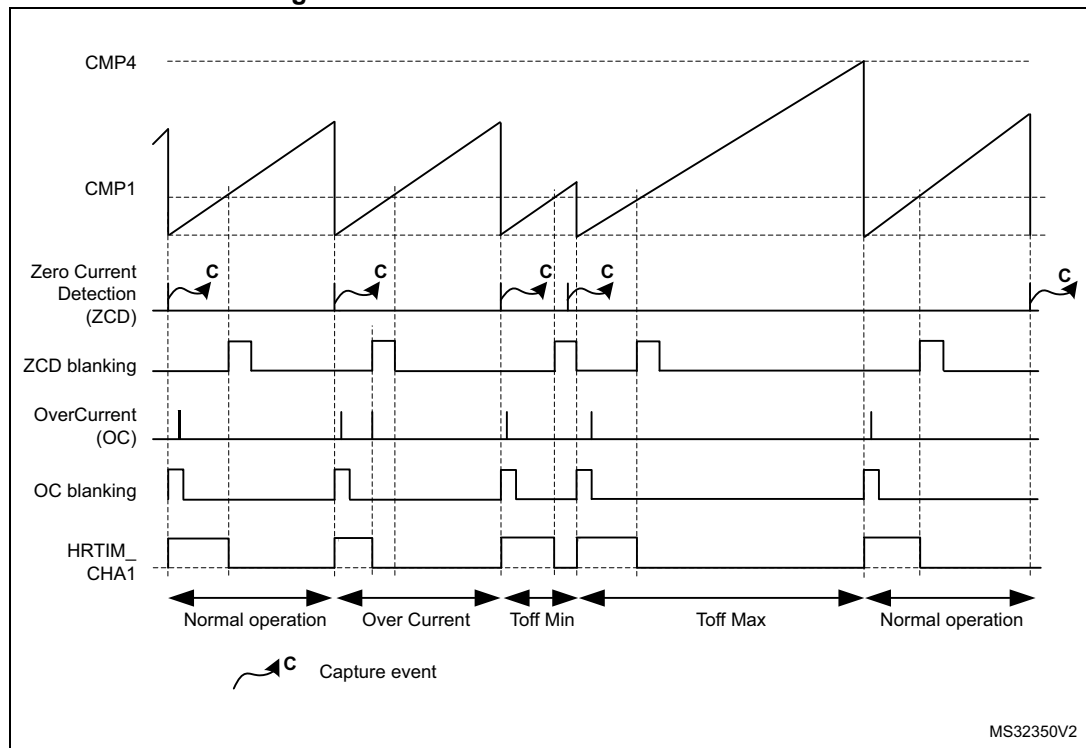 CMP4
CMP1
Zero Current
Detection
(ZCD)
C
C
C
C
C
ZCD blanking
OverCurrent
(OC)
OC blanking
HRTIM_
CHA1
Normal operation
Over Current
Toff Min
Toff Max
Normal operation
C
Capture event
MS32350V2